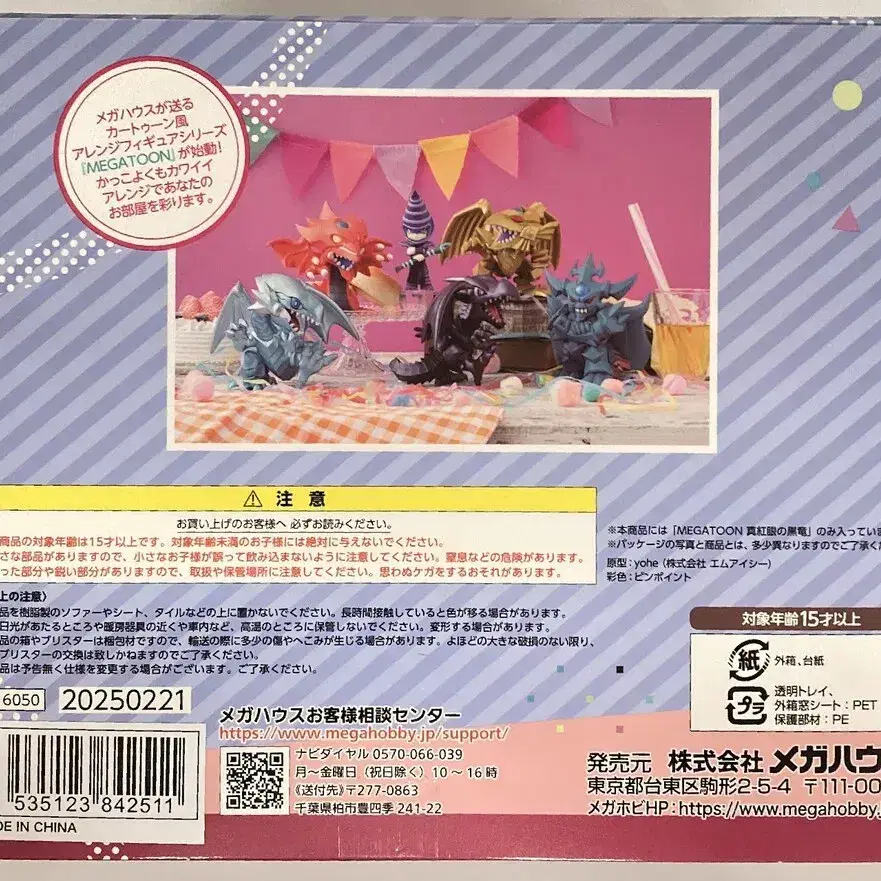 メガハウスが送る
カートゥーン風
アレンジフィギュアシリーズ
『MEGATOON』が始動!
かっこよくもカワイイ
アレンジであなたの
お部屋を彩ります。
⚠ 注 意
お買い上げのお客様へ 必ずお読みください。
商品の対象年齢は15才以上です。対象年齢未満のお子様には絶対に与えないでください。
さな部品がありますので、小さなお子様が誤って飲み込まないように注意してください。窒息などの危険があります。
った部分や鋭い部分がありますので、取扱や保管場所に注意してください。思わぬケガをするおそれがあります。
上の注意〉
品を樹脂製のソファーやシート、タイルなどの上に置かないでください。長時間接触していると色が移る場合があります。
日光があたるところや暖房器具の近くや車内など、高温のところに保管しないでください。変形する場合があります。
品の箱やブリスターは梱包材ですので、輸送の際に多少の傷やへこみが生じる場合があります。よほどの大きな破損のない限り、
ブリスターの交換は致しかねますのでご了承ください。
品は予告無く仕様を変更する場合がございます。ご了承ください。
※本商品には「MEGATOON 真紅眼の黒竜」のみ入ってい
※パッケージの写真と商品とは、多少異なりますのでご了承く
原型:yohe(株式会社 エムアイシー)
彩色:ピンポイント
対象年齢15才以上
紙 外箱、台紙
プラ 透明トレイ、
外箱窓シート:PET
保護部材:PE
6050 20250221
535123 842511
DE IN CHINA
メガハウスお客様相談センター
https://www.megahobby.jp/support/
ナビダイヤル 0570-066-039
月~金曜日(祝日除く)10~16時
《送付先》〒277-0863
千葉県柏市豊四季 241-22
発売元 株式会社メガハウ
東京都台東区駒形2-5-4 〒111-00
メガホビHP:https://www.megahobby.